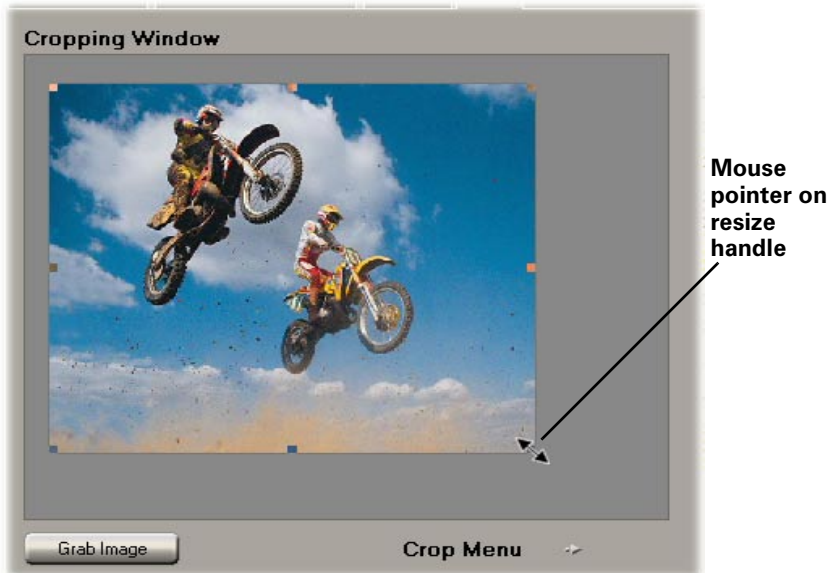 Cropping Window
Mouse
pointer on
resize
handle
Grab Image
Crop Menu